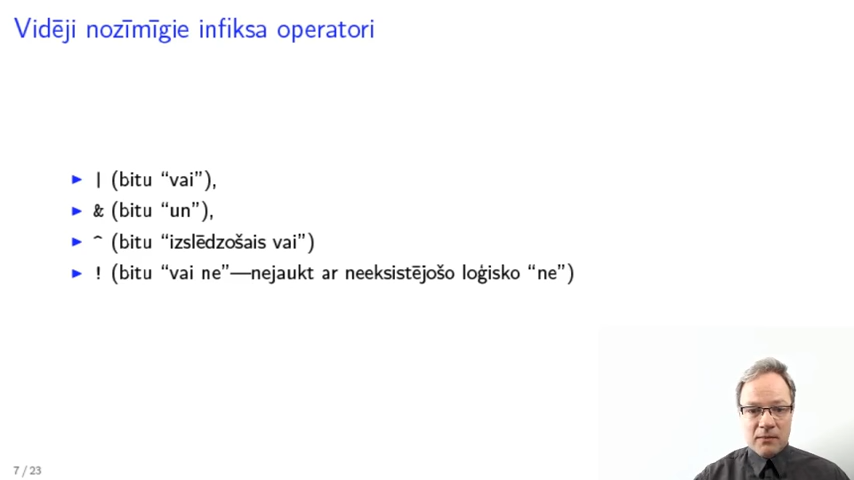 Vidēji nozīmīgie infiksa operatori
▶ | (bitu “vai”),
▶ & (bitu “un”),
▶ ^ (bitu “izslēdzošais vai”)
▶ ! (bitu “vai ne”—nejaukt ar neeksistējošo loģisko “ne”)
7 / 23